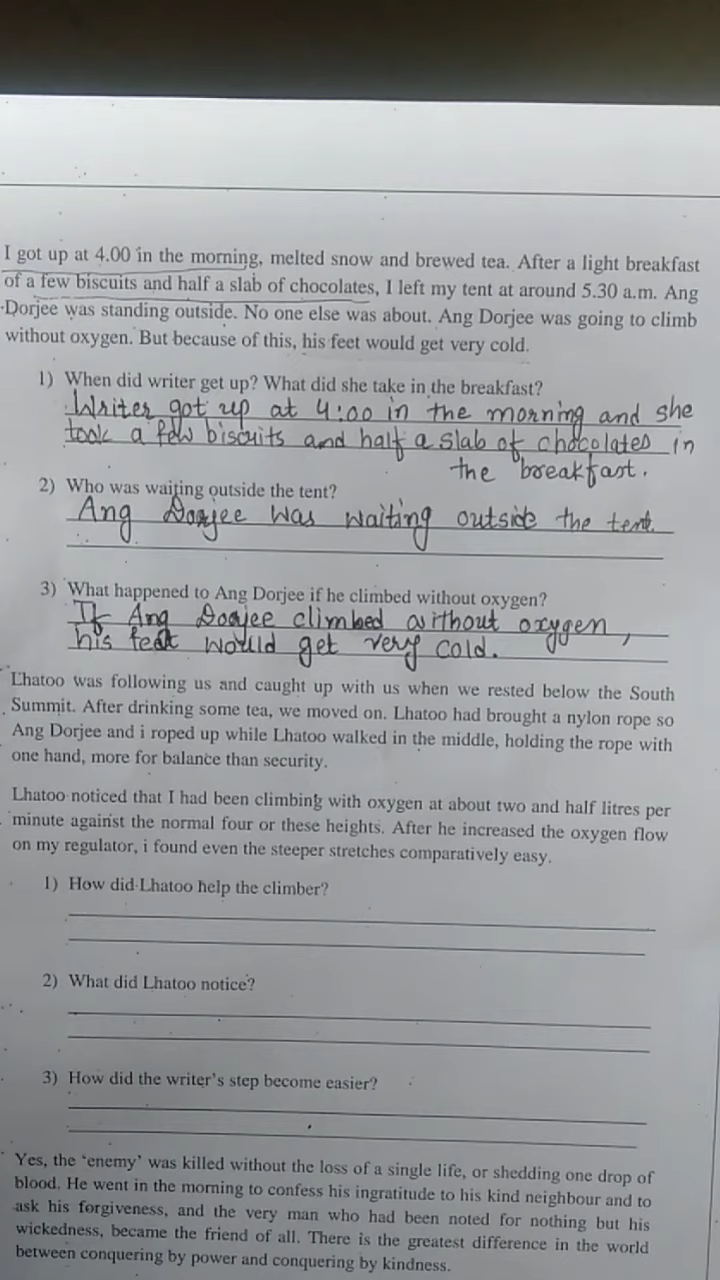 I got up at 4.00 in the morning, melted snow and brewed tea. After a light breakfast
of a few biscuits and half a slab of chocolates, I left my tent at around 5.30 a.m. Ang
Dorjee was standing outside. No one else was about. Ang Dorjee was going to climb
without oxygen. But because of this, his feet would get very cold.
1) When did writer get up? What did she take in the breakfast?
Writer got up at 4:00 in the morning and she
took a few biscuits and half a slab of chocolates in
the breakfast.
2) Who was waiting outside the tent?
Ang Dorjee was waiting outside the tent
3) What happened to Ang Dorjee if he climbed without oxygen?
If Ang Dorjee climbed without oxygen,
his feet would get very cold.
Lhatoo was following us and caught up with us when we rested below the South
Summit. After drinking some tea, we moved on. Lhatoo had brought a nylon rope so
Ang Dorjee and i roped up while Lhatoo walked in the middle, holding the rope with
one hand, more for balance than security.
Lhatoo noticed that I had been climbing with oxygen at about two and half litres per
minute against the normal four or these heights. After he increased the oxygen flow
on my regulator, i found even the steeper stretches comparatively easy.
1) How did Lhatoo help the climber?
2) What did Lhatoo notice?
3) How did the writer's step become easier?
Yes, the 'enemy' was killed without the loss of a single life, or shedding one drop of
blood. He went in the morning to confess his ingratitude to his kind neighbour and to
ask his forgiveness, and the very man who had been noted for nothing but his
wickedness, became the friend of all. There is the greatest difference in the world
between conquering by power and conquering by kindness.